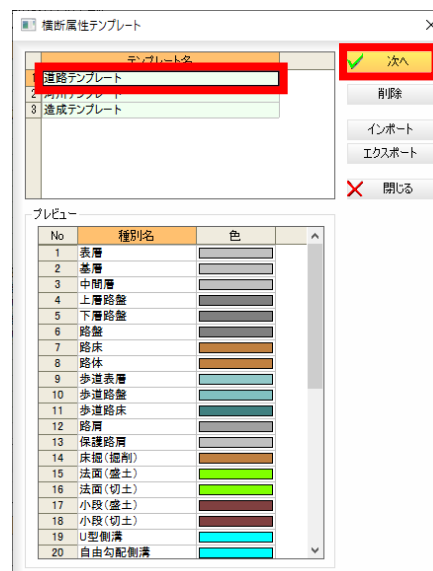 横断属性テンプレート
テンプレート名
1 道路テンプレート
2 河川テンプレート
3 造成テンプレート
次へ
削除
インポート
エクスポート
閉じる
プレビュー
No 種別名 色
1 表層
2 基層
3 中間層
4 上層路盤
5 下層路盤
6 路盤
7 路床
8 路体
9 歩道表層
10 歩道路盤
11 歩道路床
12 路肩
13 保護路肩
14 床掘(掘削)
15 法面(盛土)
16 法面(切土)
17 小段(盛土)
18 小段(切土)
19 U型側溝
20 自由勾配側溝